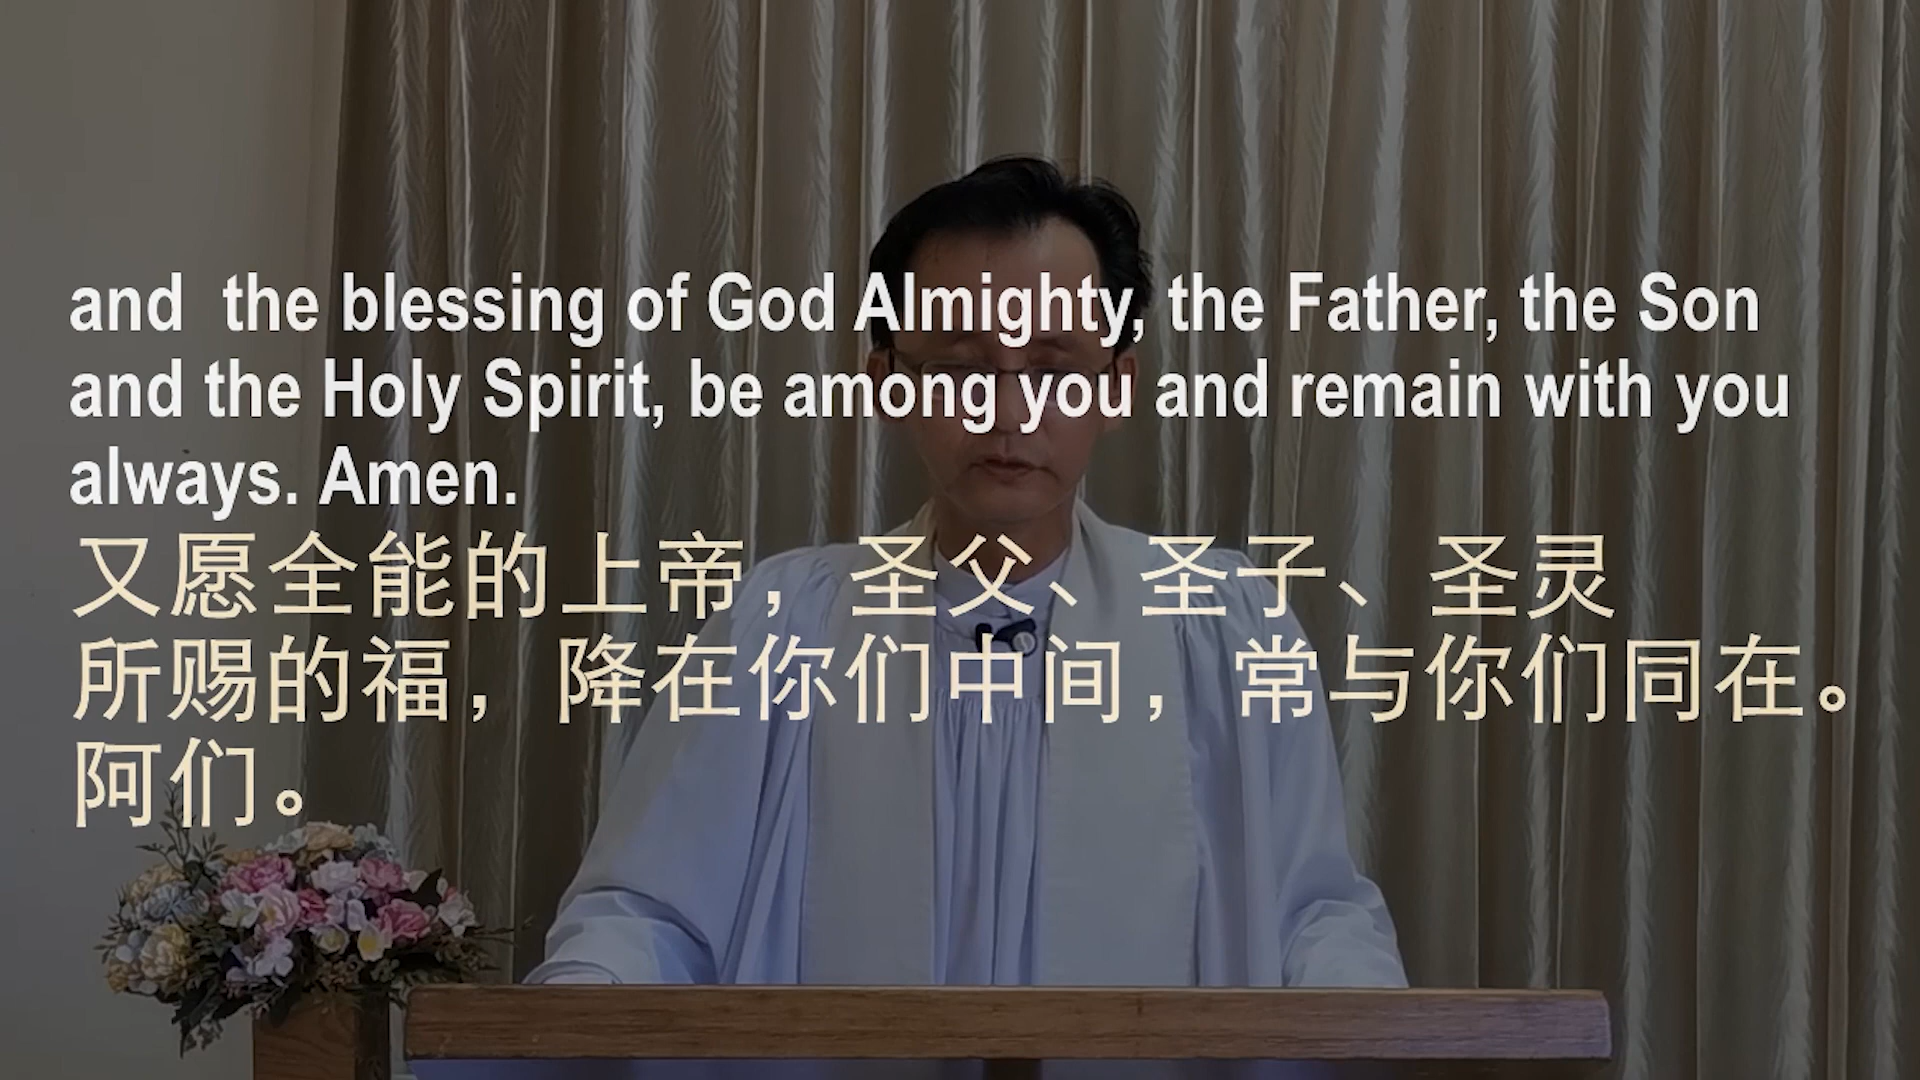 and  the blessing of God Almighty, the Father, the Son
and the Holy Spirit, be among you and remain with you
always. Amen.
又愿全能的上帝，圣父、圣子、圣灵
所赐的福，降在你们中间，常与你们同在。
阿们。